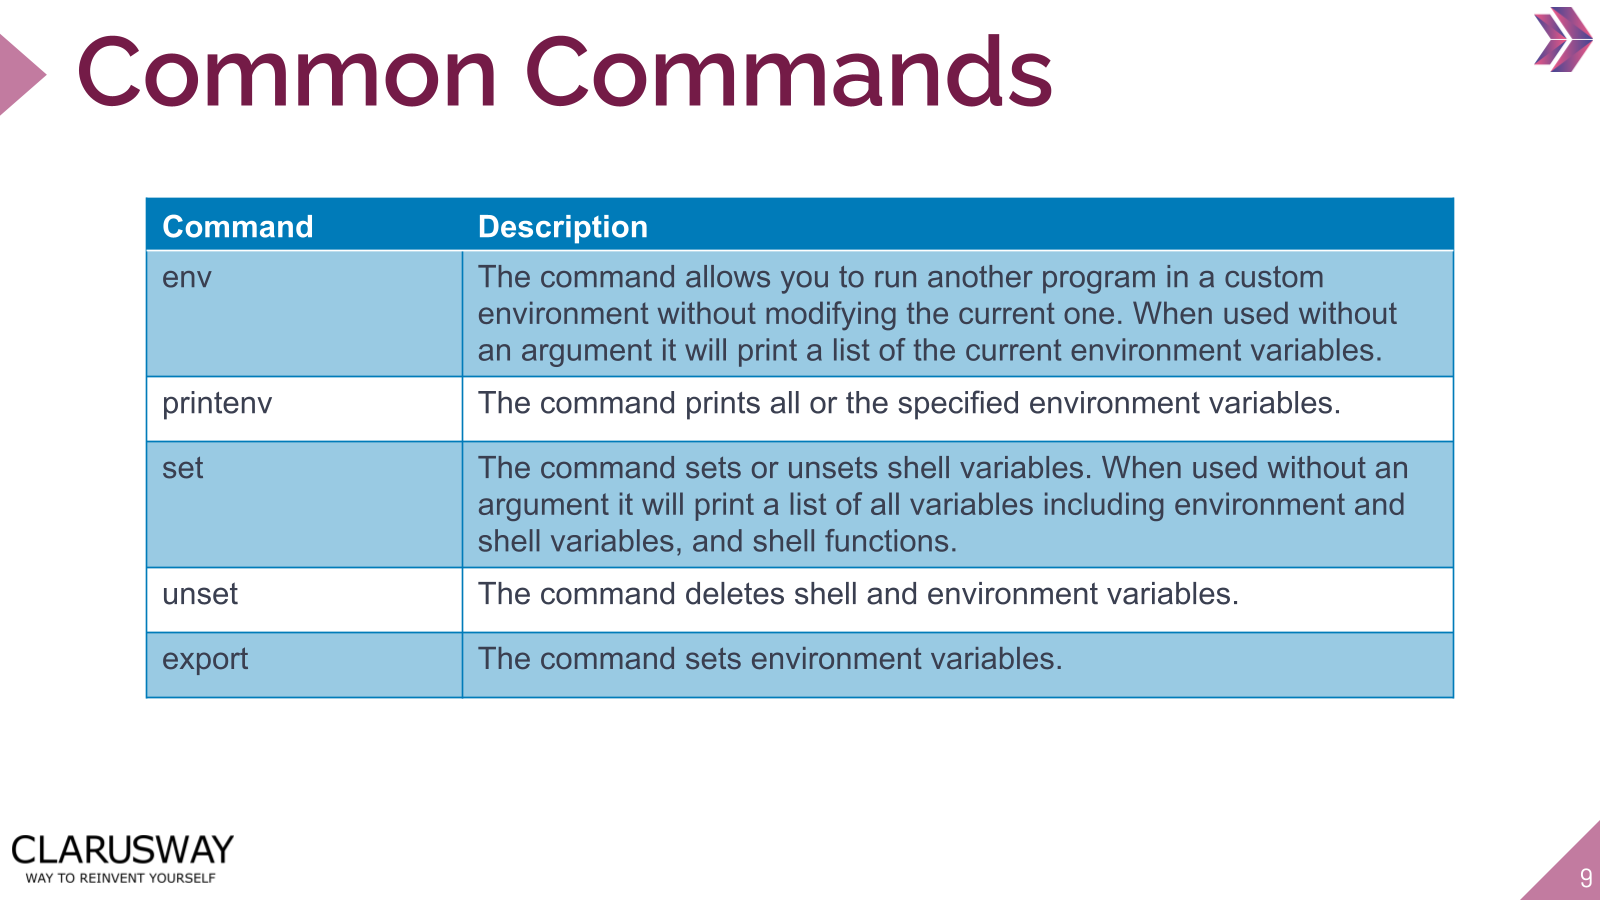 Common Commands
Command Description
env The command allows you to run another program in a custom
environment without modifying the current one. When used without
an argument it will print a list of the current environment variables.
printenv The command prints all or the specified environment variables.
set The command sets or unsets shell variables. When used without an
argument it will print a list of all variables including environment and
shell variables, and shell functions.
unset The command deletes shell and environment variables.
export The command sets environment variables.
CLARUSWAY
WAY TO REINVENT YOURSELF
9